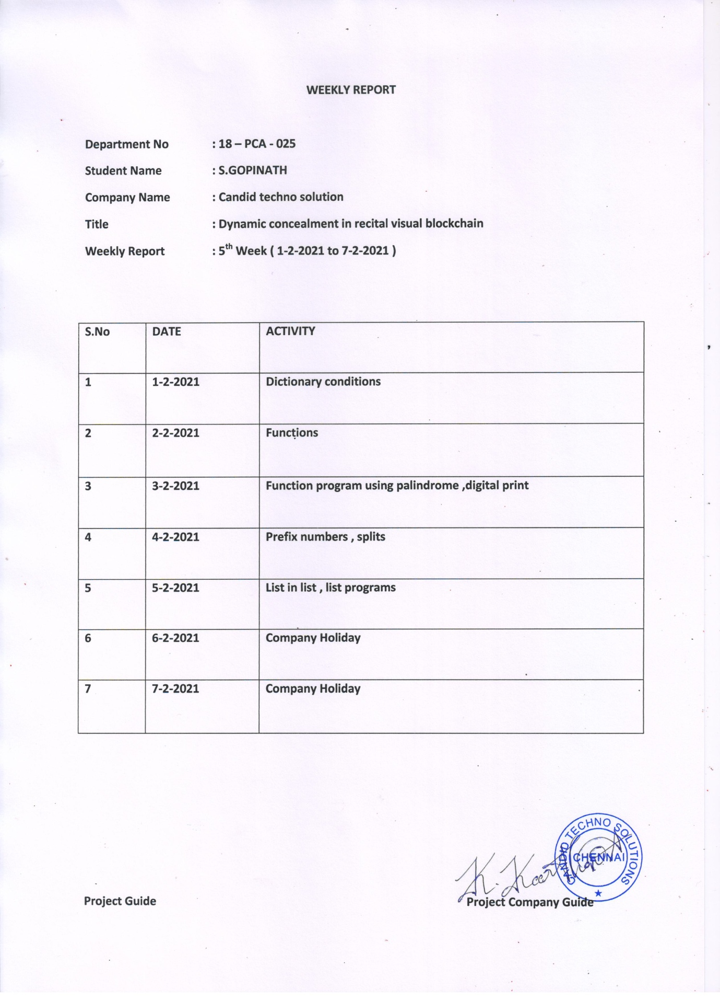 WEEKLY REPORT
Department No : 18 – PCA - 025
Student Name : S.GOPINATH
Company Name : Candid techno solution
Title : Dynamic concealment in recital visual blockchain
Weekly Report : 5th Week ( 1-2-2021 to 7-2-2021 )
S.No DATE ACTIVITY
1 1-2-2021 Dictionary conditions
2 2-2-2021 Functions
3 3-2-2021 Function program using palindrome ,digital print
4 4-2-2021 Prefix numbers , splits
5 5-2-2021 List in list , list programs
6 6-2-2021 Company Holiday
7 7-2-2021 Company Holiday
CANDID TECHNO SOLUTIONS
CHENNAI
Project Guide Project Company Guide